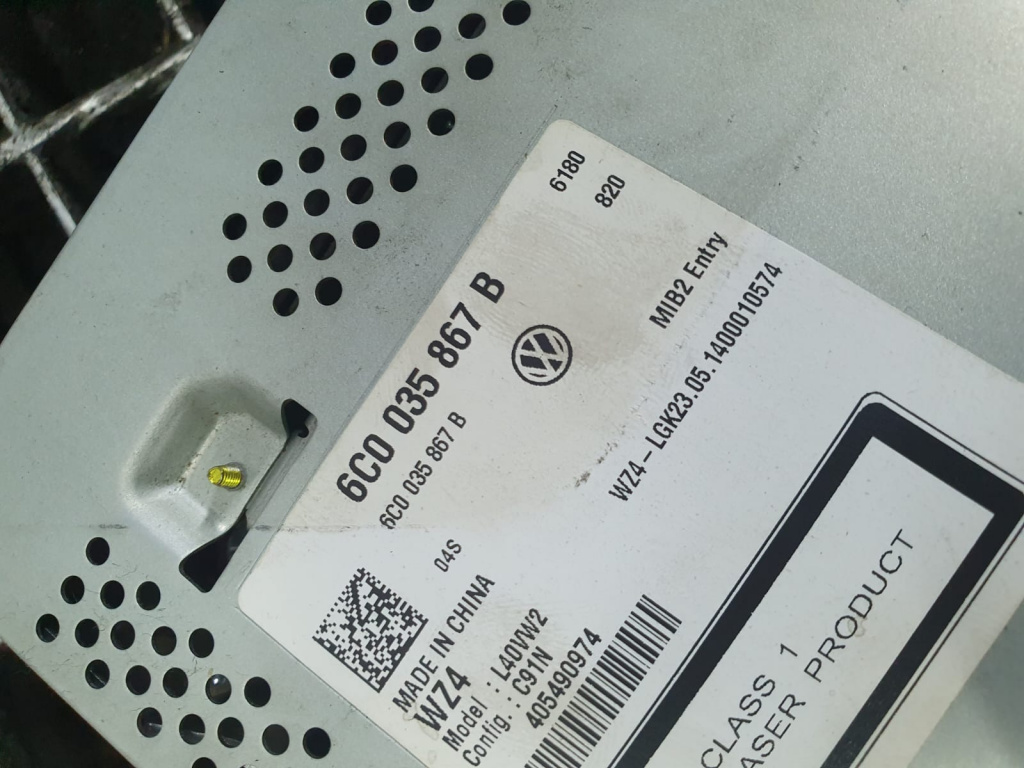 6180
820
6C0 035 867 B
6C0 035 867 B
MIB2 Entry
WZ4-LGK23.05.1400010574
04S
MADE IN CHINA
WZ4
Model : L40VW2
Config. : C91N
405490974
CLASS 1
ASER PRODUCT